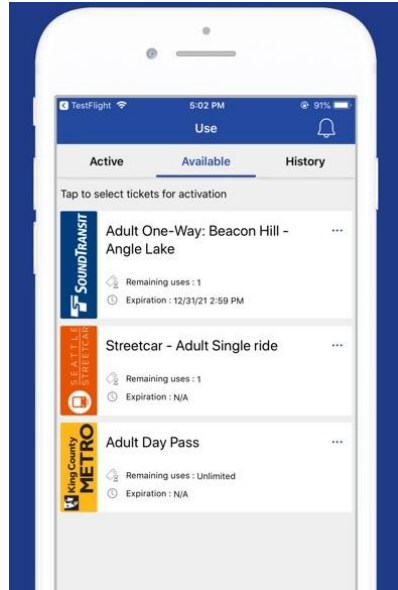 TestFlight 5:02 PM 91%
Use
Active Available History
Tap to select tickets for activation
SOUNDTRANSIT
Adult One-Way: Beacon Hill -
Angle Lake
Remaining uses : 1
Expiration : 12/31/21 2:59 PM
SEATTLE
STREETCAR
Streetcar - Adult Single ride
Remaining uses : 1
Expiration : N/A
King County
METRO
Adult Day Pass
Remaining uses : Unlimited
Expiration : N/A